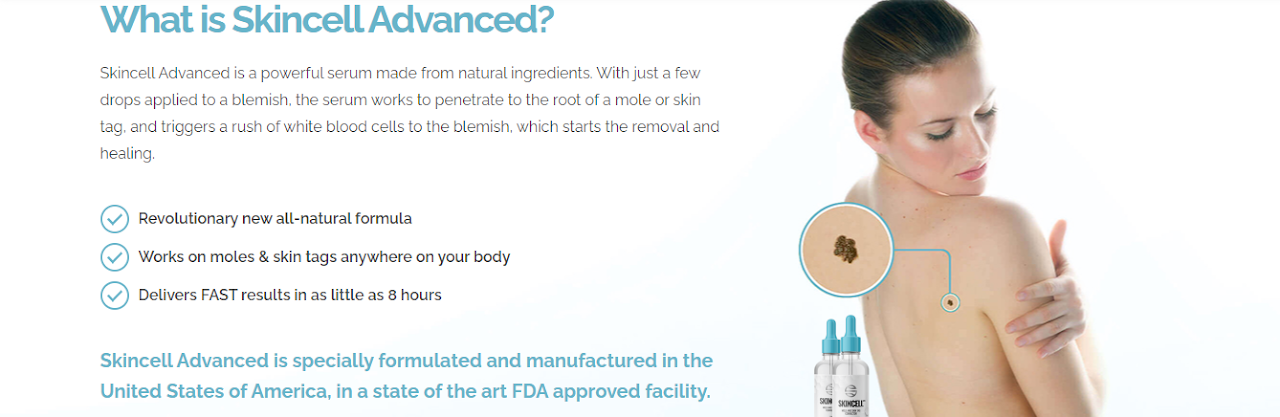 What is Skincell Advanced?
Skincell Advanced is a powerful serum made from natural ingredients. With just a few
drops applied to a blemish, the serum works to penetrate to the root of a mole or skin
tag, and triggers a rush of white blood cells to the blemish, which starts the removal and
healing.
Revolutionary new all-natural formula
Works on moles & skin tags anywhere on your body
Delivers FAST results in as little as 8 hours
Skincell Advanced is specially formulated and manufactured in the
United States of America, in a state of the art FDA approved facility.
SKINCELL